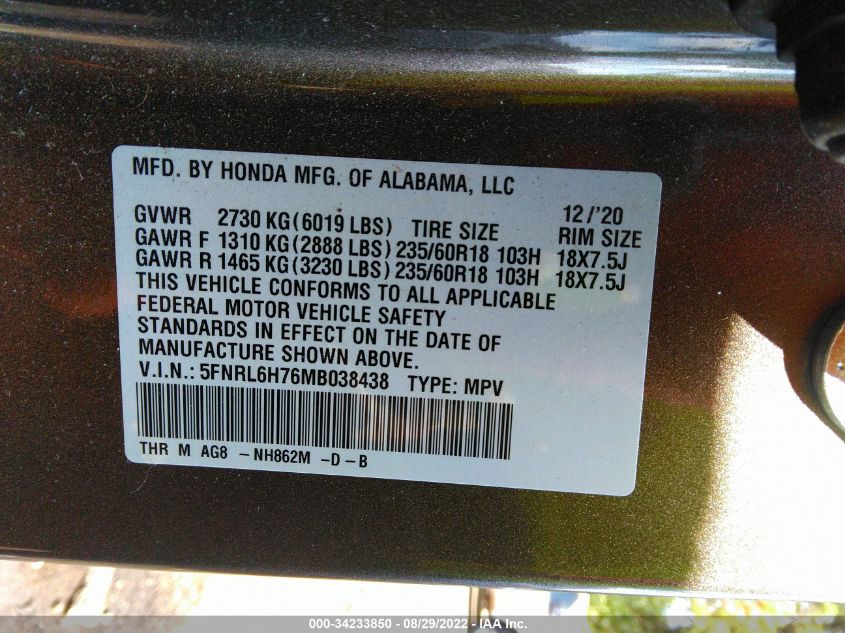 MFD. BY HONDA MFG. OF ALABAMA, LLC
GVWR 2730 KG(6019 LBS) TIRE SIZE 12/'20 RIM SIZE
GAWR F 1310 KG(2888 LBS) 235/60R18 103H 18X7.5J
GAWR R 1465 KG(3230 LBS) 235/60R18 103H 18X7.5J
THIS VEHICLE CONFORMS TO ALL APPLICABLE
FEDERAL MOTOR VEHICLE SAFETY
STANDARDS IN EFFECT ON THE DATE OF
MANUFACTURE SHOWN ABOVE.
V.I.N.: 5FNRL6H76MB038438 TYPE: MPV
THR M AG8 -NH862M -D-B
000-34233850 - 08/29/2022 - IAA Inc.